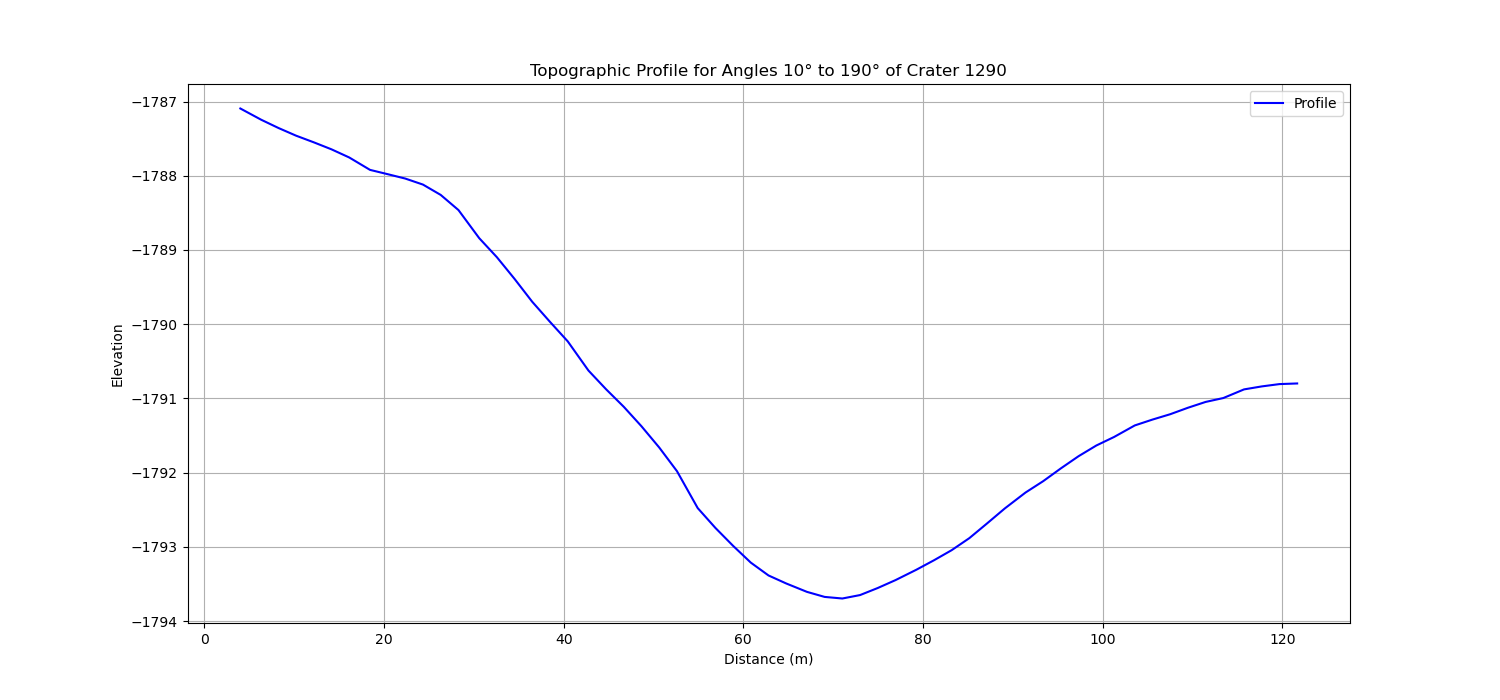 Topographic Profile for Angles 10° to 190° of Crater 1290
Profile
−1787
−1788
−1789
−1790
−1791
−1792
−1793
−1794
Elevation
0 20 40 60 80 100 120
Distance (m)